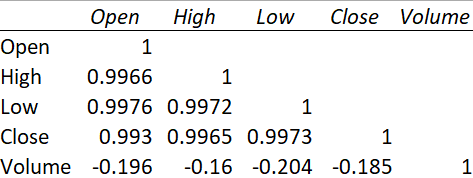 Open High Low Close Volume
Open 1
High 0.9966 1
Low 0.9976 0.9972 1
Close 0.993 0.9965 0.9973 1
Volume -0.196 -0.16 -0.204 -0.185 1